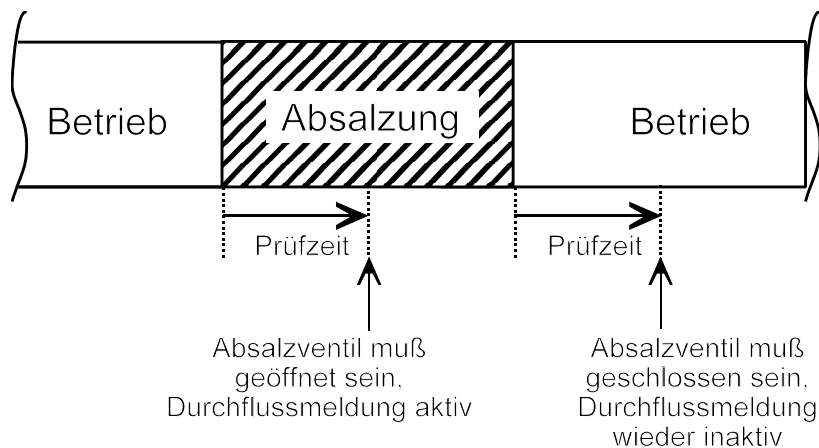 Betrieb
Absalzung
Betrieb
Prüfzeit
Prüfzeit
Absalzventil muß
geöffnet sein,
Durchflussmeldung aktiv
Absalzventil muß
geschlossen sein,
Durchflussmeldung
wieder inaktiv